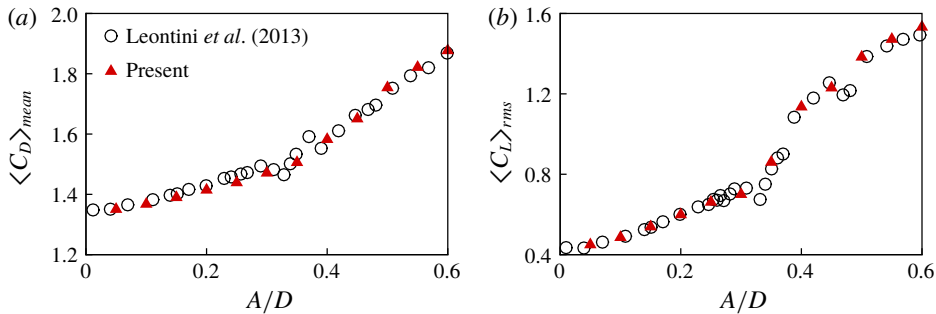 (a)
2.0
1.8
1.6
1.4
1.2
⟨C_D⟩_mean
Leontini et al. (2013)
Present
0
0.2
0.4
0.6
A/D
(b)
1.6
1.2
0.8
0.4
⟨C_L⟩_rms
0
0.2
0.4
0.6
A/D